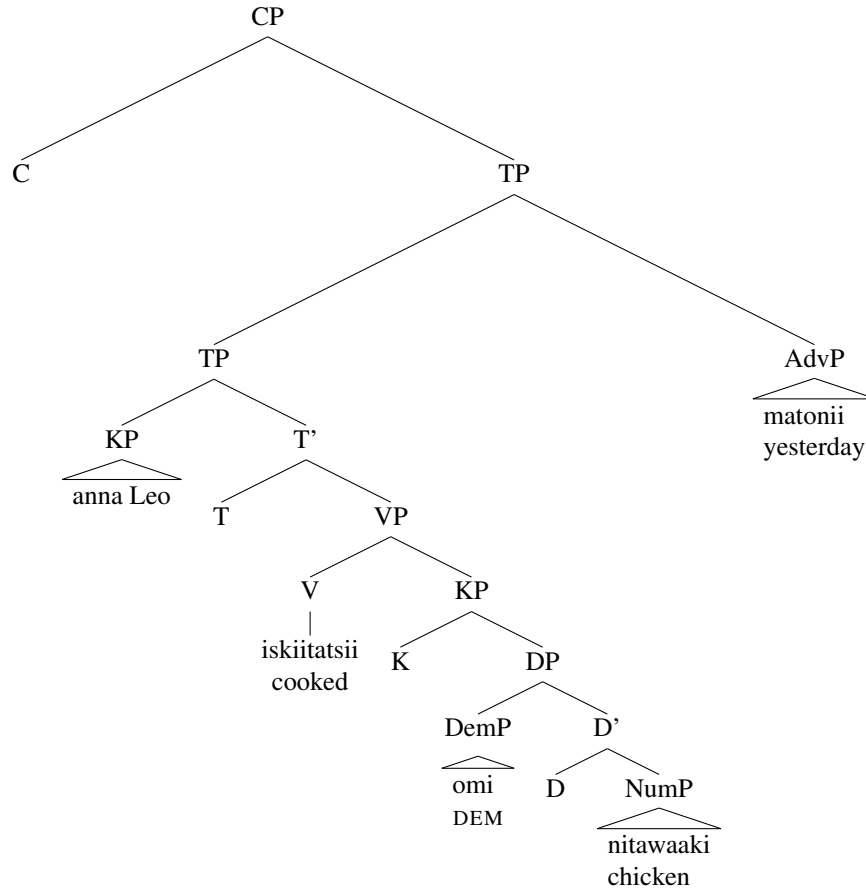 CP
C TP
TP AdvP
matonii
yesterday
KP T’
anna Leo T VP
V KP
iskiitatsii
cooked
K DP
DemP D’
omi
DEM
D NumP
nitawaaki
chicken